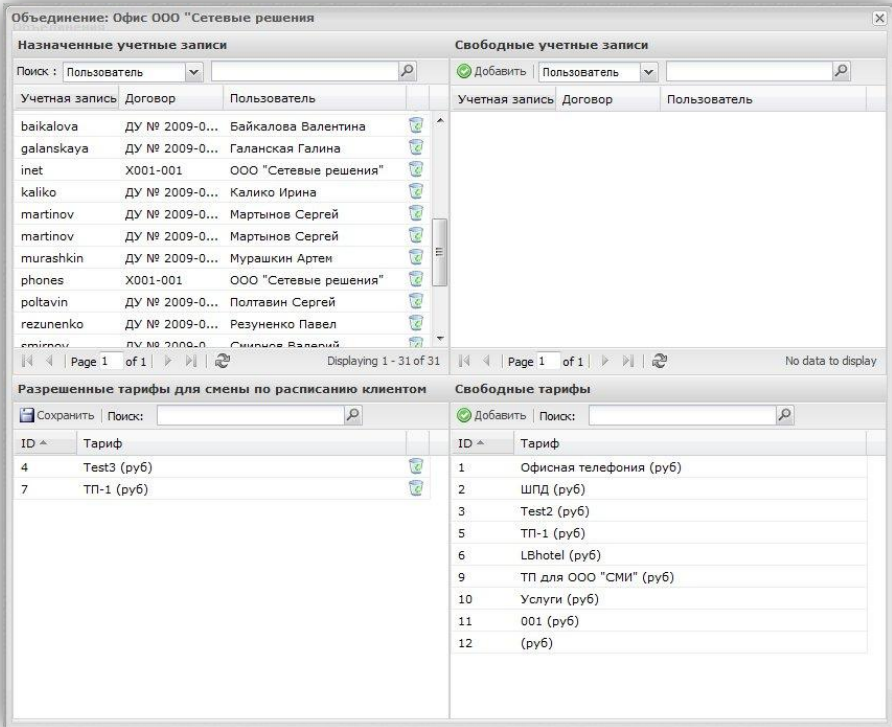 Объединение: Офис ООО "Сетевые решения
Объединения
Назначенные учетные записи
Поиск : Пользователь
Учетная запись Договор Пользователь
baikalova ДУ № 2009-0... Байкалова Валентина
galanskaya ДУ № 2009-0... Галанская Галина
inet X001-001 ООО "Сетевые решения"
kaliko ДУ № 2009-0... Калико Ирина
martinov ДУ № 2009-0... Мартынов Сергей
martinov ДУ № 2009-0... Мартынов Сергей
murashkin ДУ № 2009-0... Мурашкин Артем
phones X001-001 ООО "Сетевые решения"
poltavin ДУ № 2009-0... Полтавин Сергей
rezunenko ДУ № 2009-0... Резуненко Павел
smirnov ДУ № 2009-0... Смирнов Валерий
Page 1 of 1 Displaying 1 - 31 of 31
Свободные учетные записи
Добавить Пользователь
Учетная запись Договор Пользователь
Page 1 of 1 No data to display
Разрешенные тарифы для смены по расписанию клиентом
Сохранить Поиск:
ID Тариф
4 Test3 (руб)
7 ТП-1 (руб)
Свободные тарифы
Добавить Поиск:
ID Тариф
1 Офисная телефония (руб)
2 ШПД (руб)
3 Test2 (руб)
5 ТП-1 (руб)
6 LBhotel (руб)
9 ТП для ООО "СМИ" (руб)
10 Услуги (руб)
11 001 (руб)
12 (руб)